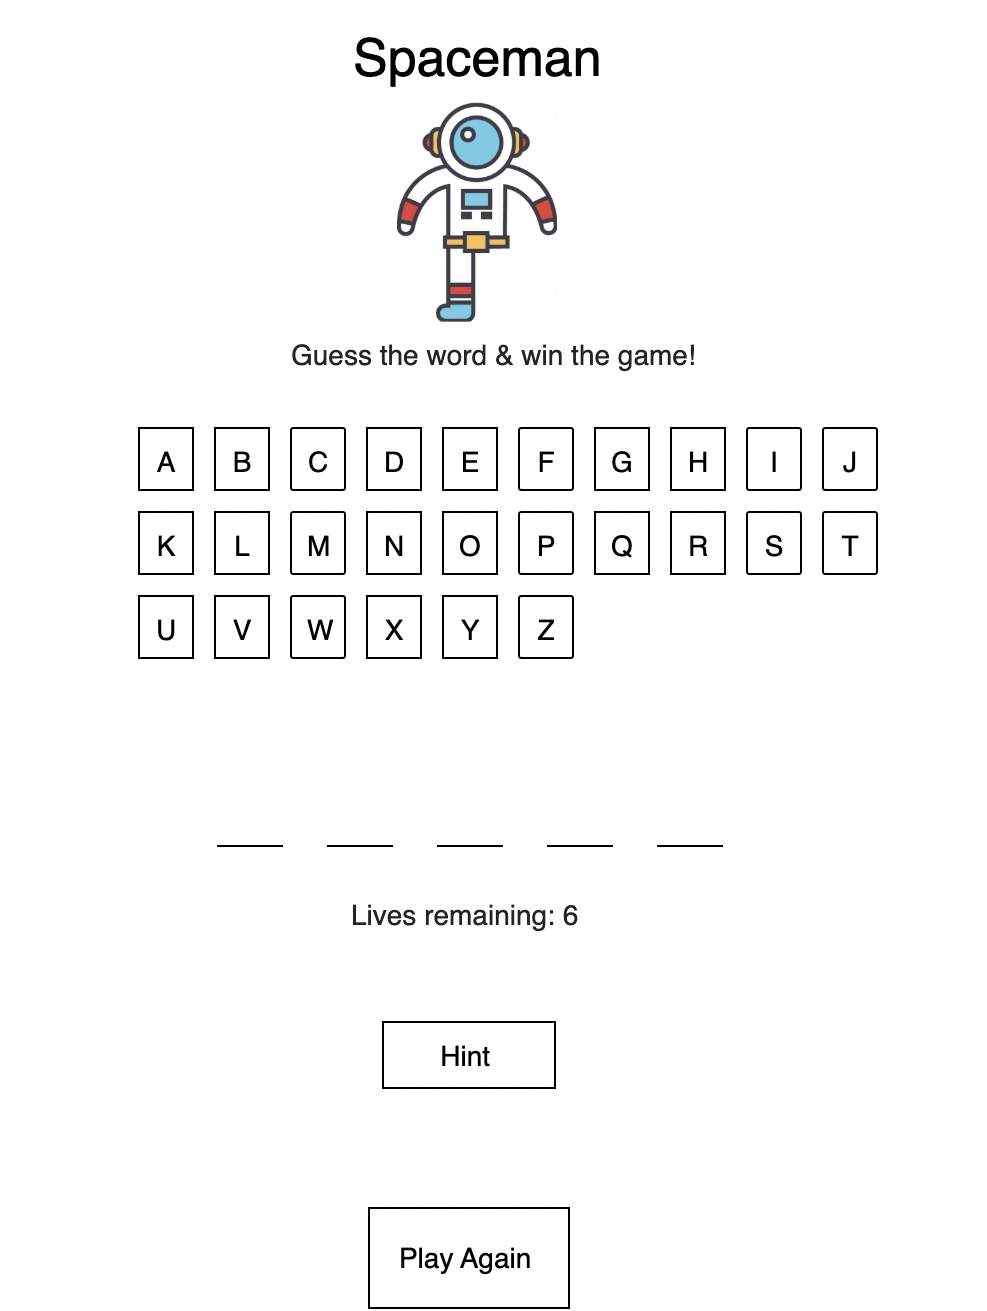 Spaceman
Guess the word & win the game!
A B C D E F G H I J
K L M N O P Q R S T
U V W X Y Z
Lives remaining: 6
Hint
Play Again